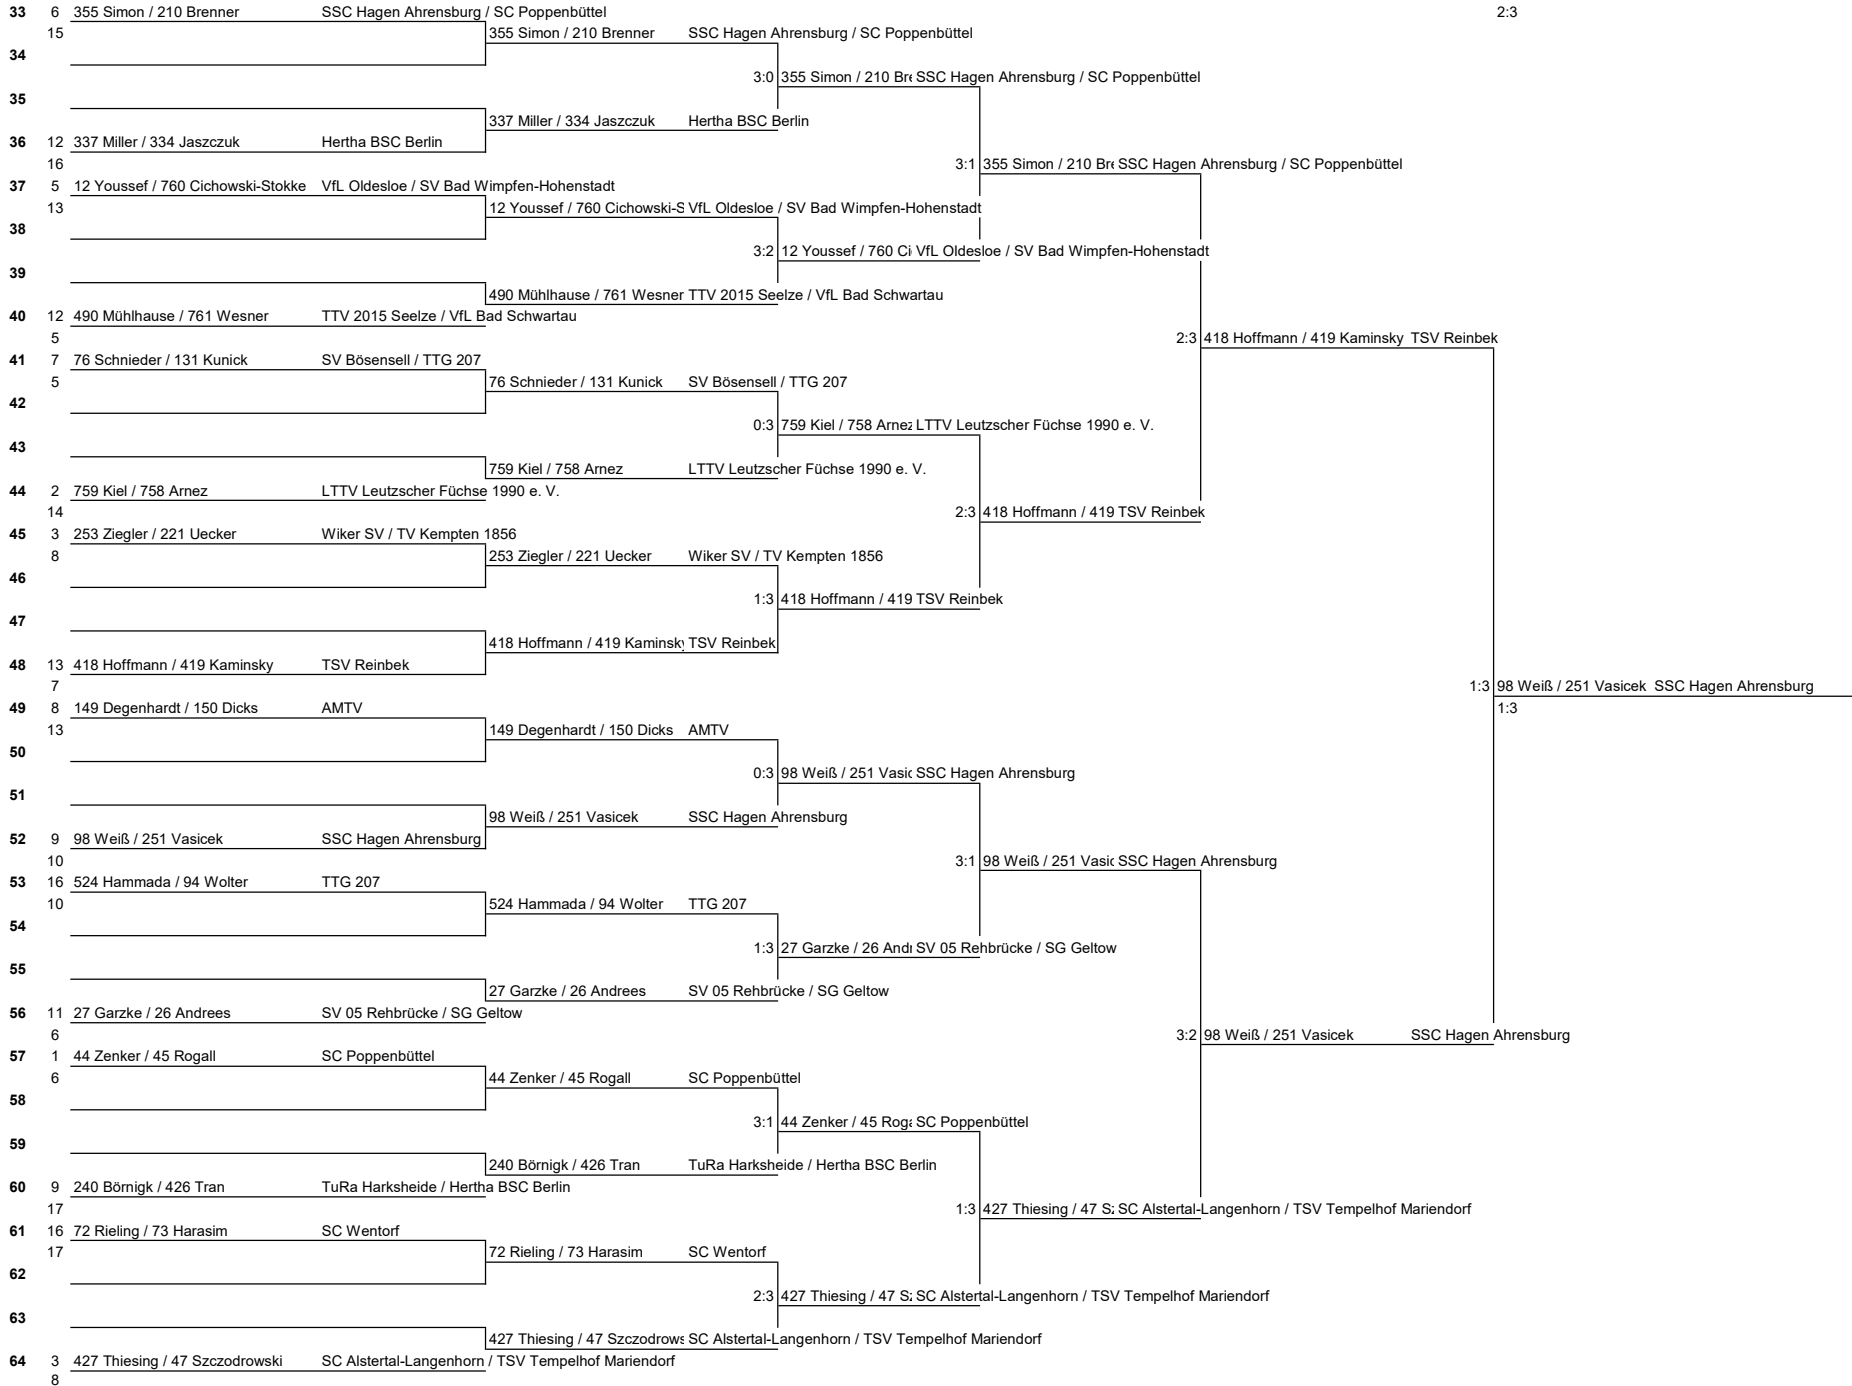 33 6 355 Simon / 210 Brenner SSC Hagen Ahrensburg / SC Poppenbüttel 2:3
15 355 Simon / 210 Brenner SSC Hagen Ahrensburg / SC Poppenbüttel
34
3:0 355 Simon / 210 Bre SSC Hagen Ahrensburg / SC Poppenbüttel
35
337 Miller / 334 Jaszczuk Hertha BSC Berlin
36 12 337 Miller / 334 Jaszczuk Hertha BSC Berlin
16 3:1 355 Simon / 210 Bre SSC Hagen Ahrensburg / SC Poppenbüttel
37 5 12 Youssef / 760 Cichowski-Stokke VfL Oldesloe / SV Bad Wimpfen-Hohenstadt
13 12 Youssef / 760 Cichowski-S VfL Oldesloe / SV Bad Wimpfen-Hohenstadt
38
3:2 12 Youssef / 760 Ci VfL Oldesloe / SV Bad Wimpfen-Hohenstadt
39
490 Mühlhause / 761 Wesner TTV 2015 Seelze / VfL Bad Schwartau
40 12 490 Mühlhause / 761 Wesner TTV 2015 Seelze / VfL Bad Schwartau
5 2:3 418 Hoffmann / 419 Kaminsky TSV Reinbek
41 7 76 Schnieder / 131 Kunick SV Bösensell / TTG 207
5 76 Schnieder / 131 Kunick SV Bösensell / TTG 207
42
0:3 759 Kiel / 758 Arnez LTTV Leutzscher Füchse 1990 e. V.
43
759 Kiel / 758 Arnez LTTV Leutzscher Füchse 1990 e. V.
44 2 759 Kiel / 758 Arnez LTTV Leutzscher Füchse 1990 e. V.
14 2:3 418 Hoffmann / 419 TSV Reinbek
45 3 253 Ziegler / 221 Uecker Wiker SV / TV Kempten 1856
8 253 Ziegler / 221 Uecker Wiker SV / TV Kempten 1856
46
1:3 418 Hoffmann / 419 TSV Reinbek
47
418 Hoffmann / 419 Kaminsky TSV Reinbek
48 13 418 Hoffmann / 419 Kaminsky TSV Reinbek
7 1:3 98 Weiß / 251 Vasicek SSC Hagen Ahrensburg
49 8 149 Degenhardt / 150 Dicks AMTV 1:3
13 149 Degenhardt / 150 Dicks AMTV
50
0:3 98 Weiß / 251 Vasic SSC Hagen Ahrensburg
51
98 Weiß / 251 Vasicek SSC Hagen Ahrensburg
52 9 98 Weiß / 251 Vasicek SSC Hagen Ahrensburg
10 3:1 98 Weiß / 251 Vasic SSC Hagen Ahrensburg
53 16 524 Hammada / 94 Wolter TTG 207
10 524 Hammada / 94 Wolter TTG 207
54
1:3 27 Garzke / 26 Andr SV 05 Rehbrücke / SG Geltow
55
27 Garzke / 26 Andrees SV 05 Rehbrücke / SG Geltow
56 11 27 Garzke / 26 Andrees SV 05 Rehbrücke / SG Geltow
6 3:2 98 Weiß / 251 Vasicek SSC Hagen Ahrensburg
57 1 44 Zenker / 45 Rogall SC Poppenbüttel
6 44 Zenker / 45 Rogall SC Poppenbüttel
58
3:1 44 Zenker / 45 Roga SC Poppenbüttel
59
240 Börnigk / 426 Tran TuRa Harksheide / Hertha BSC Berlin
60 9 240 Börnigk / 426 Tran TuRa Harksheide / Hertha BSC Berlin
17 1:3 427 Thiesing / 47 Sz SC Alstertal-Langenhorn / TSV Tempelhof Mariendorf
61 16 72 Rieling / 73 Harasim SC Wentorf
17 72 Rieling / 73 Harasim SC Wentorf
62
2:3 427 Thiesing / 47 Sz SC Alstertal-Langenhorn / TSV Tempelhof Mariendorf
63
427 Thiesing / 47 Szczodrows SC Alstertal-Langenhorn / TSV Tempelhof Mariendorf
64 3 427 Thiesing / 47 Szczodrowski SC Alstertal-Langenhorn / TSV Tempelhof Mariendorf
8